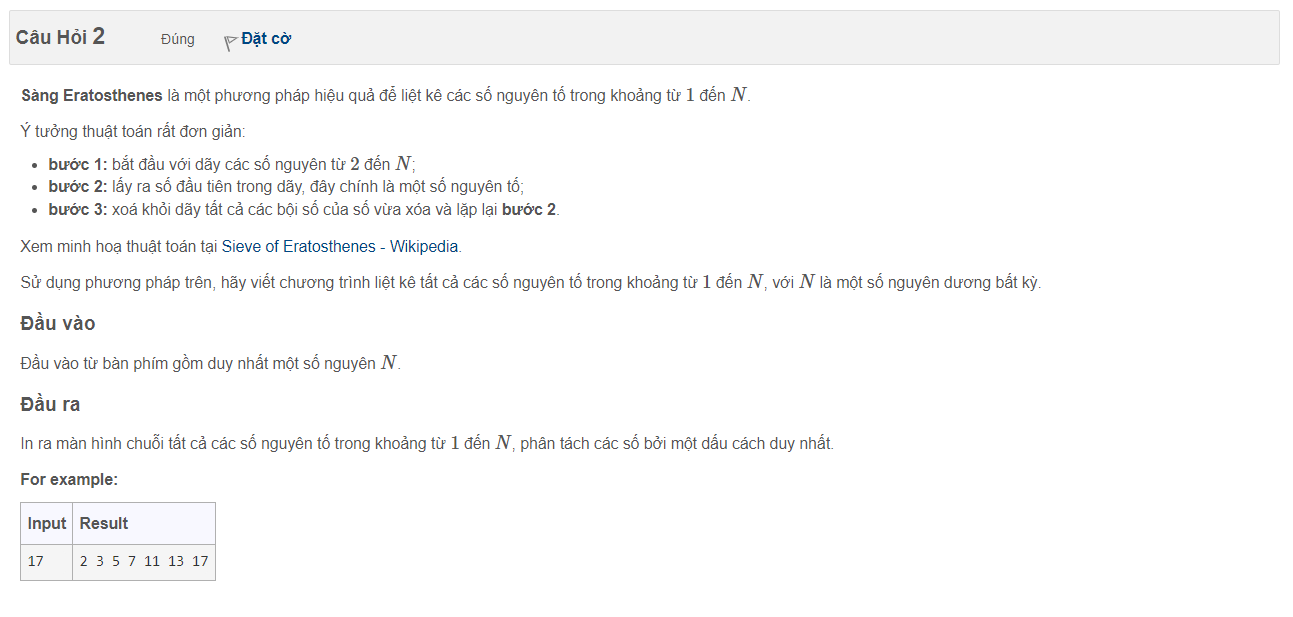 Câu Hỏi 2 Đúng Đặt cờ
Sàng Eratosthenes là một phương pháp hiệu quả để liệt kê các số nguyên tố trong khoảng từ 1 đến N.
Ý tưởng thuật toán rất đơn giản:
• bước 1: bắt đầu với dãy các số nguyên từ 2 đến N;
• bước 2: lấy ra số đầu tiên trong dãy, đây chính là một số nguyên tố;
• bước 3: xoá khỏi dãy tất cả các bội số của số vừa xóa và lặp lại bước 2.
Xem minh hoạ thuật toán tại Sieve of Eratosthenes - Wikipedia.
Sử dụng phương pháp trên, hãy viết chương trình liệt kê tất cả các số nguyên tố trong khoảng từ 1 đến N, với N là một số nguyên dương bất kỳ.
Đầu vào
Đầu vào từ bàn phím gồm duy nhất một số nguyên N.
Đầu ra
In ra màn hình chuỗi tất cả các số nguyên tố trong khoảng từ 1 đến N, phân tách các số bởi một dấu cách duy nhất.
For example:
Input Result
17 2 3 5 7 11 13 17